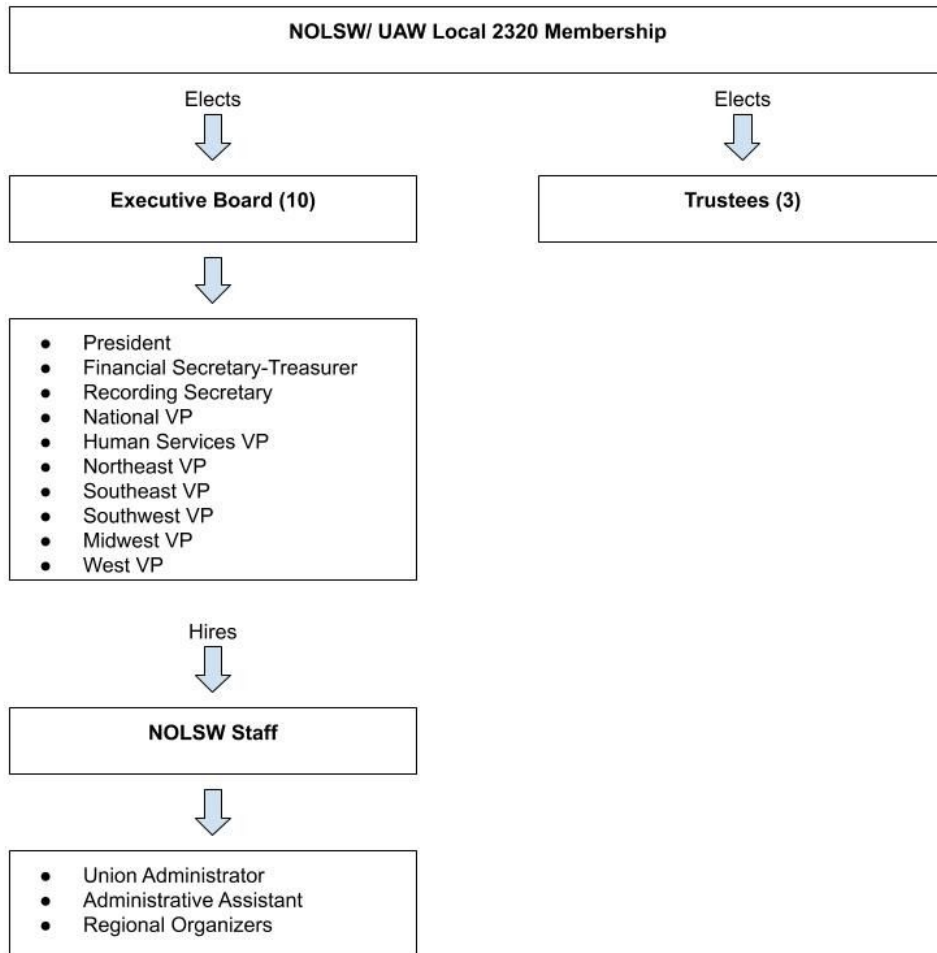 NOLSW/ UAW Local 2320 Membership
Elects
Elects
Executive Board (10)
Trustees (3)
● President
● Financial Secretary-Treasurer
● Recording Secretary
● National VP
● Human Services VP
● Northeast VP
● Southeast VP
● Southwest VP
● Midwest VP
● West VP
Hires
NOLSW Staff
● Union Administrator
● Administrative Assistant
● Regional Organizers